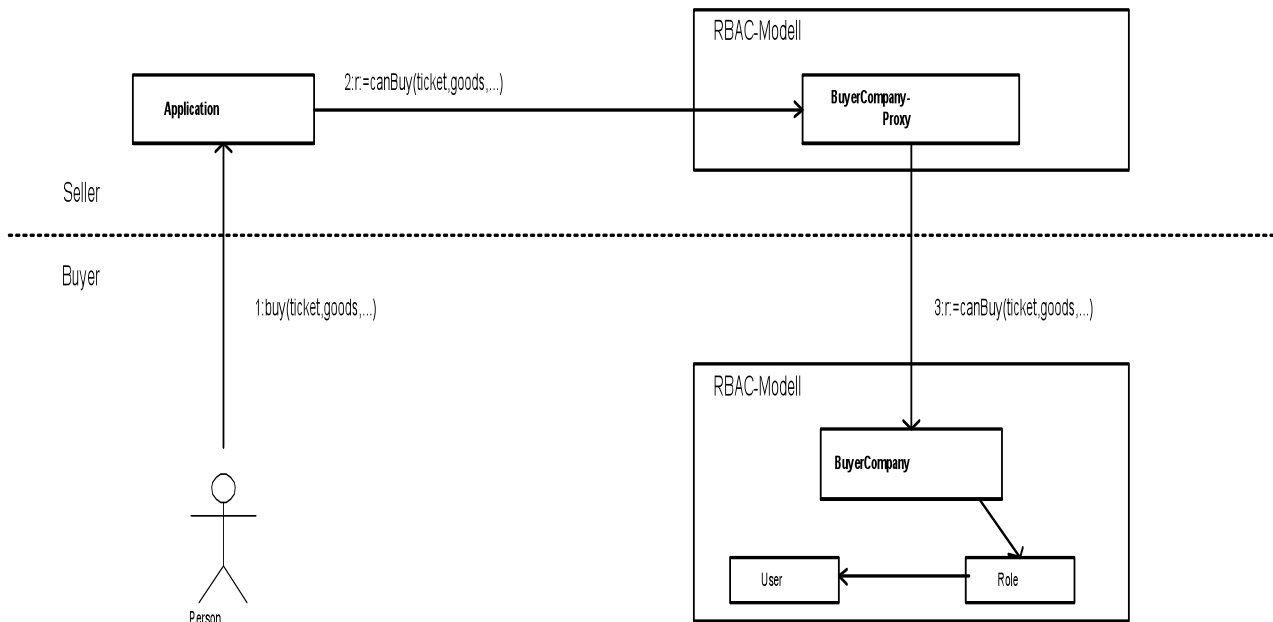 RBAC-Modell
2:r:=canBuy(ticket,goods,...)
Application
BuyerCompany-
Proxy
Seller
Buyer
1:buy(ticket,goods,...)
3:r:=canBuy(ticket,goods,...)
RBAC-Modell
BuyerCompany
User
Role
Person